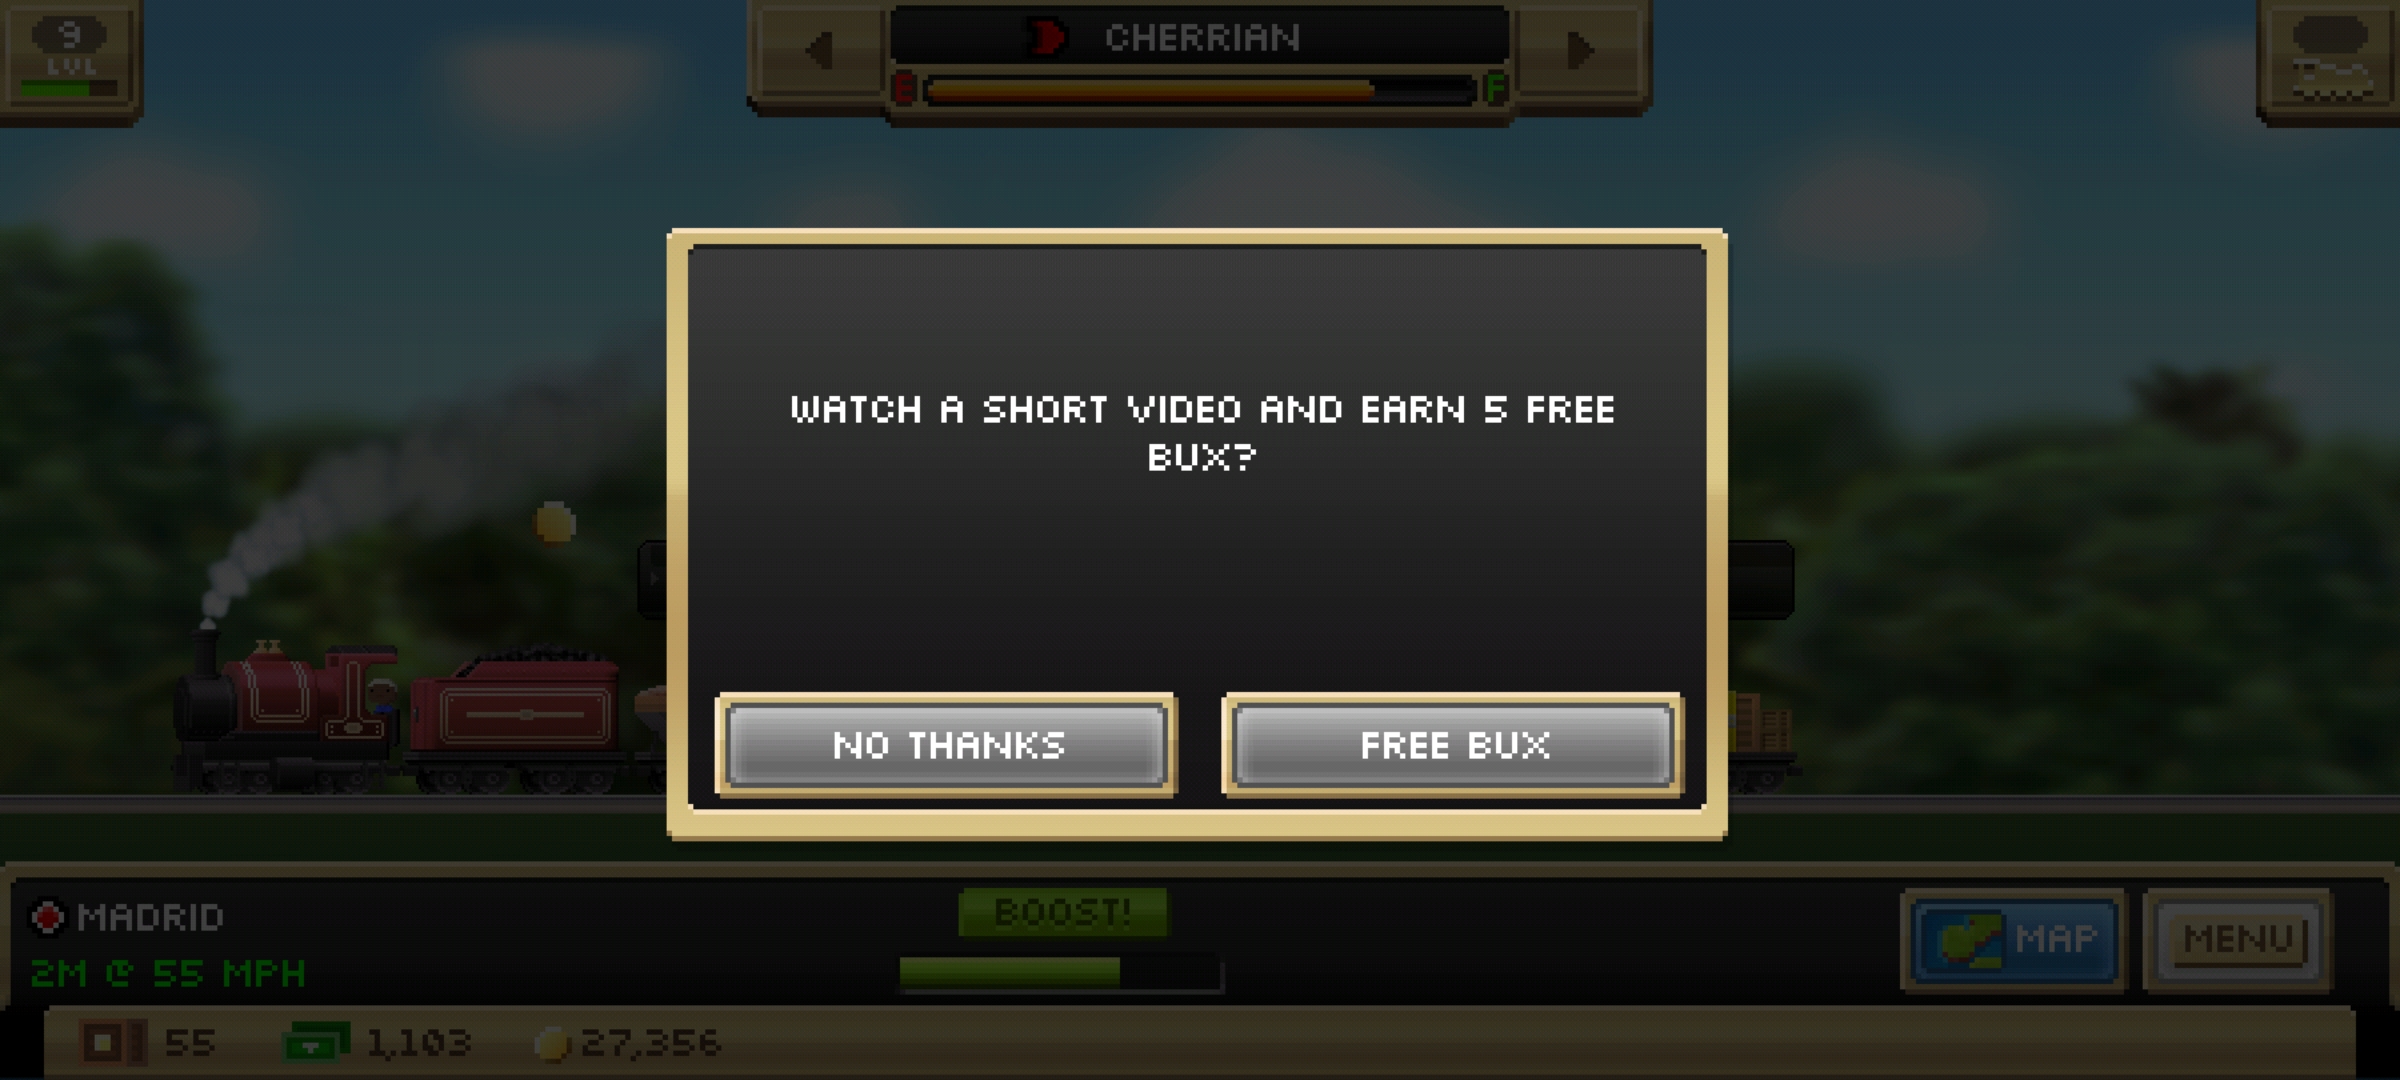 9
LVL
CHERRIAN
E F
WATCH A SHORT VIDEO AND EARN 5 FREE
BUX?
NO THANKS
FREE BUX
MADRID
BOOST!
MAP
MENU
2M @ 55 MPH
55
1,103
27,356